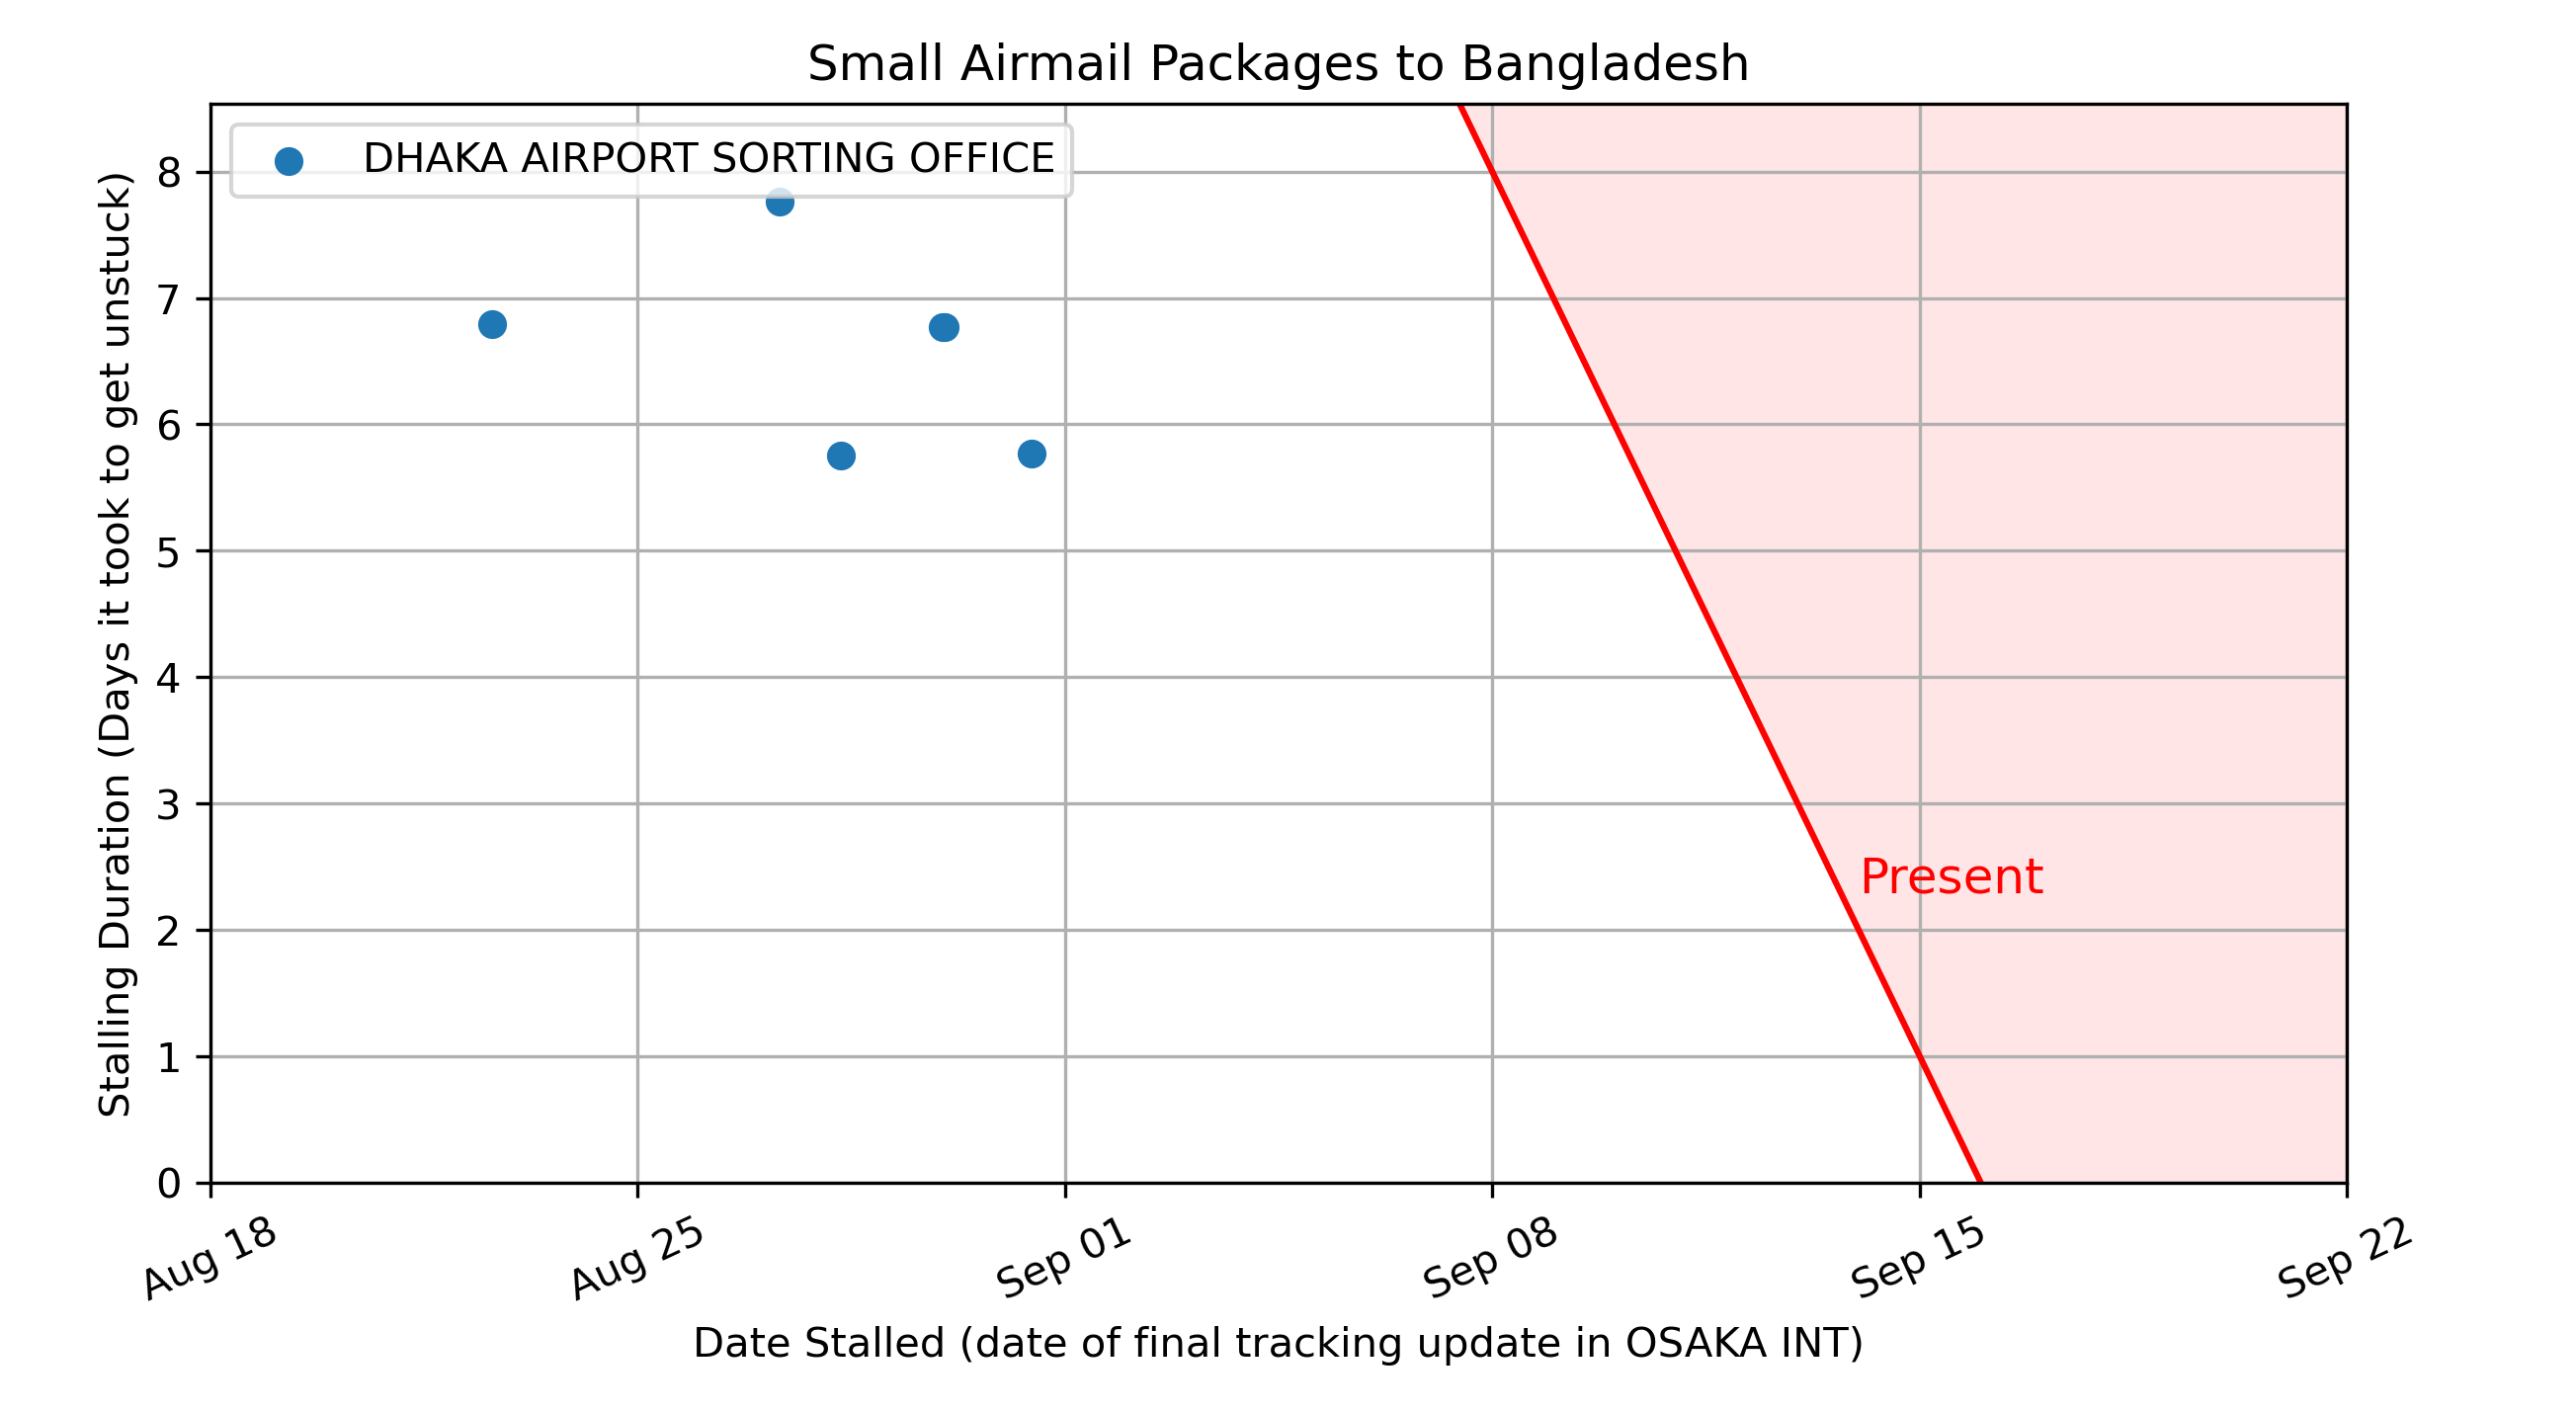 Small Airmail Packages to Bangladesh
DHAKA AIRPORT SORTING OFFICE
Stalling Duration (Days it took to get unstuck)
8
7
6
5
4
3
2
1
0
Present
Aug 18
Aug 25
Sep 01
Sep 08
Sep 15
Sep 22
Date Stalled (date of final tracking update in OSAKA INT)